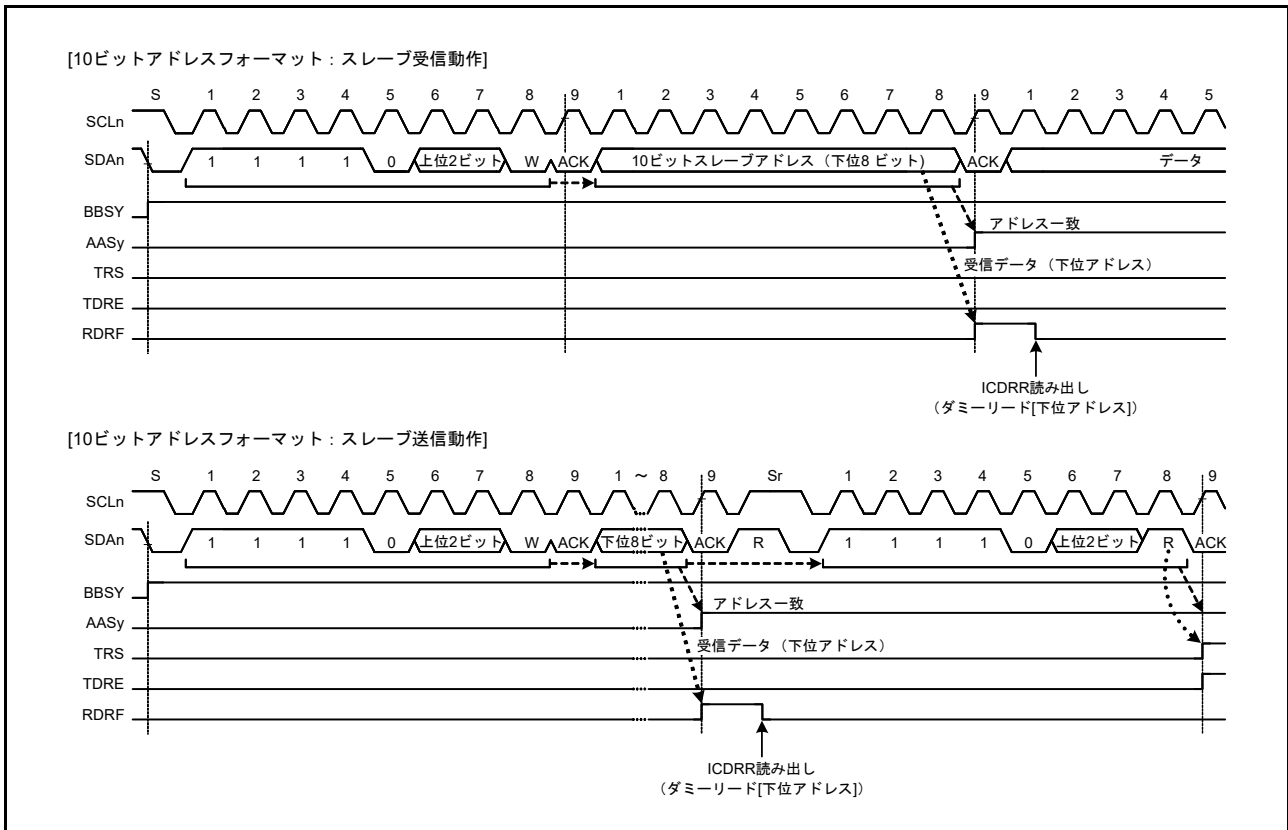 [10ビットアドレスフォーマット：スレーブ受信動作]
S 1 2 3 4 5 6 7 8 9 1 2 3 4 5 6 7 8 9 1 2 3 4 5
SCLn
SDAn 1 1 1 1 0 上位2ビット W ACK 10ビットスレーブアドレス（下位8 ビット) ACK データ
BBSY
アドレス一致
AASy
受信データ（下位アドレス）
TRS
TDRE
RDRF
ICDRR読み出し
（ダミーリード[下位アドレス]）
[10ビットアドレスフォーマット：スレーブ送信動作]
S 1 2 3 4 5 6 7 8 9 1 ～ 8 9 Sr 1 2 3 4 5 6 7 8 9
SCLn
SDAn 1 1 1 1 0 上位2ビット W ACK 下位8ビット ACK R 1 1 1 1 0 上位2ビット R ACK
BBSY
アドレス一致
AASy
受信データ（下位アドレス）
TRS
TDRE
RDRF
ICDRR読み出し
（ダミーリード[下位アドレス]）